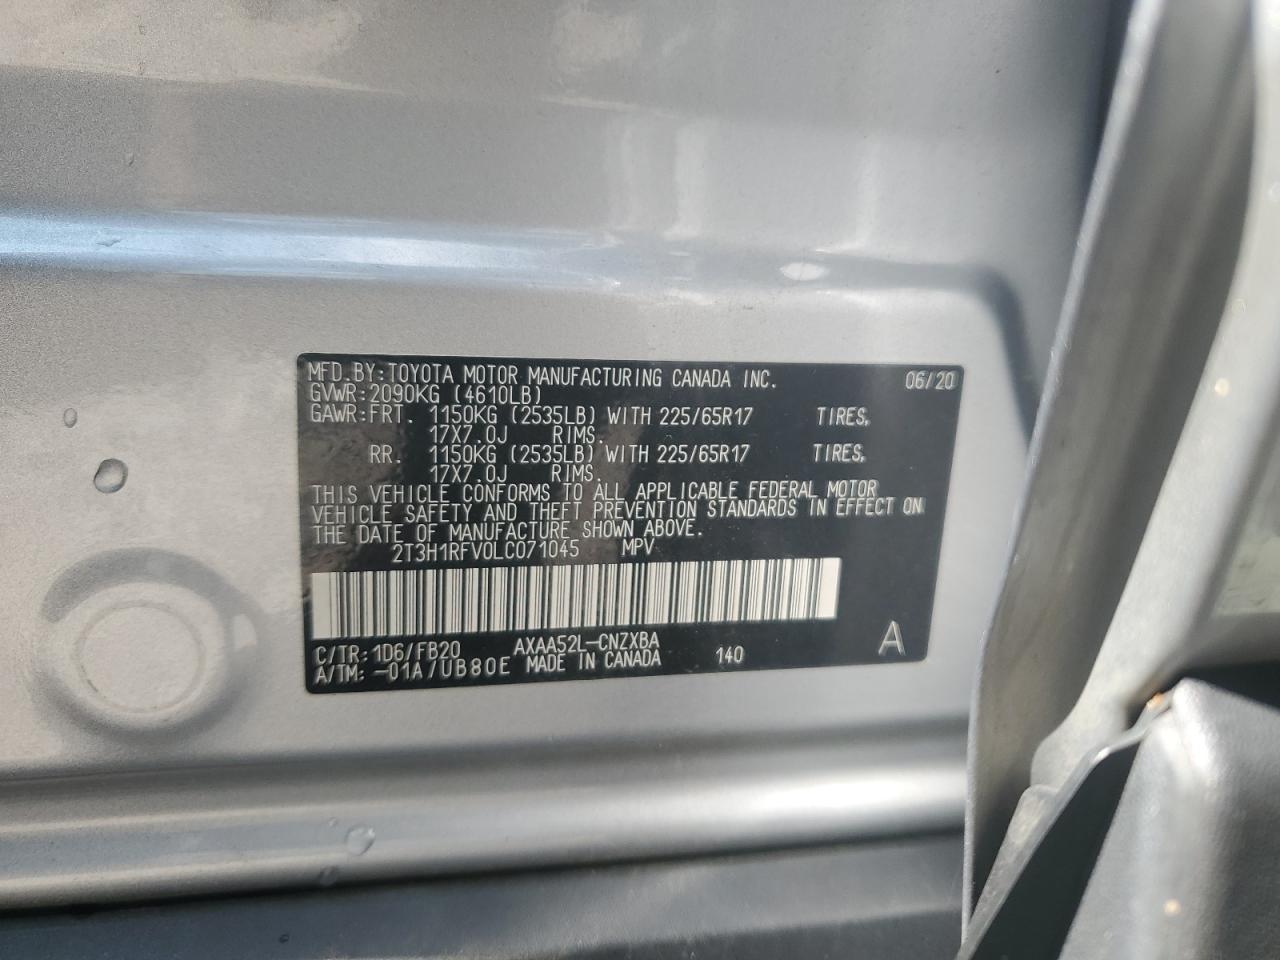 MFD.BY:TOYOTA MOTOR MANUFACTURING CANADA INC. 06/20
GVWR:2090KG (4610LB)
GAWR:FRT. 1150KG (2535LB) WITH 225/65R17 TIRES,
17X7.0J RIMS.
RR. 1150KG (2535LB) WITH 225/65R17 TIRES,
17X7.0J RIMS.
THIS VEHICLE CONFORMS TO ALL APPLICABLE FEDERAL MOTOR
VEHICLE SAFETY AND THEFT PREVENTION STANDARDS IN EFFECT ON
THE DATE OF MANUFACTURE SHOWN ABOVE.
2T3H1RFV0LC071045 MPV
C/TR:1D6/FB20 AXAA52L-CNZXBA A
A/TM:-01A/UB80E MADE IN CANADA 140